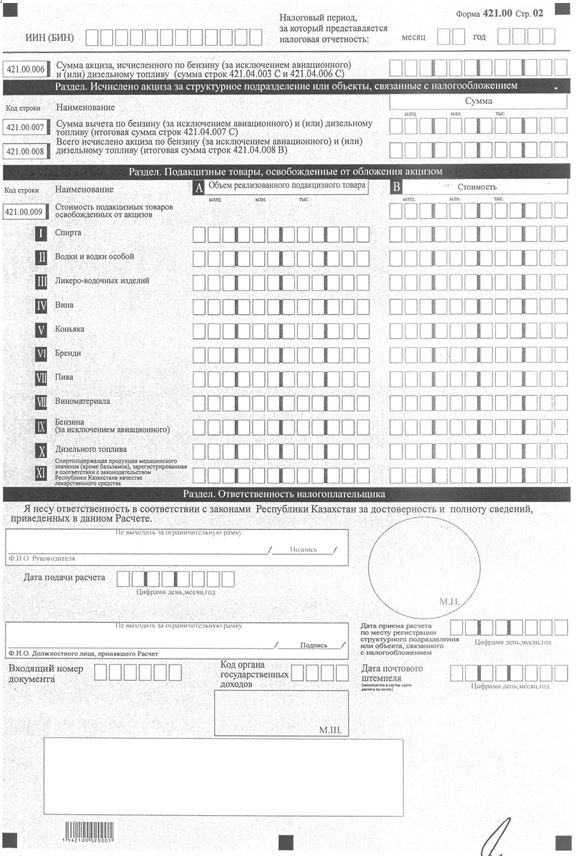 Форма 421.00 Стр. 02
ИИН (БИН)
Налоговый период,
за который представляется
налоговая отчетность:
месяц
год
421.00.006
Сумма акциза, исчисленного по бензину (за исключением авиационного)
и (или) дизельному топливу (сумма строк 421.04.003 С и 421.04.006 С)
Раздел. Исчислено акциза за структурное подразделение или объекты, связанные с налогообложением
Код строки
Наименование
Сумма
млрд
млн.
тыс.
421.00.007
Сумма вычета по бензину (за исключением авиационного) и (или) дизельному
топливу (итоговая сумма строк 421.04.007 С)
421.00.008
Всего исчислено акциза по бензину (за исключением авиационного) и (или)
дизельному топливу (итоговая сумма строк 421.04.008 В)
Раздел. Подакцизные товары, освобожденные от обложения акцизом
Код строки
Наименование
А
Объем реализованного подакцизного товара
В
Стоимость
млрд
млн.
тыс.
млрд
млн.
тыс.
421.00.009
Стоимость подакцизных товаров
освобожденных от акцизов
I
Спирта
II
Водки и водки особой
III
Ликеро-водочных изделий
IV
Вина
V
Коньяка
VI
Бренди
VII
Пива
VII
Виноматериала
IX
Бензина
(за исключением авиационного)
X
Дизельного топлива
XI
Спиртосодержащая продукция медицинского
значения (кроме бальзамов), зарегистрированная
в соответствии с законодательством
Республики Казахстан в качестве
лекарственного средства
Раздел. Ответственность налогоплательщика
Я несу ответственность в соответствии с законами Республики Казахстан за достоверность и полноту сведений,
приведенных в данном Расчете.
Не выходить за ограничительную рамку
/ Подпись /
Ф.И.О. Руководителя
М.П.
Дата подачи расчета
Цифрами день,месяц,год
Не выходить за ограничительную рамку
/ Подпись /
Ф.И.О. Должностного лица, принявшего Расчет
Дата приема расчета
по месту регистрации
структурного подразделения
или объекта, связанного
с налогообложением
Цифрами день,месяц,год
Входящий номер
документа
Код органа
государственных
доходов
Дата почтового
штемпеля
(заполняется в случае сдачи
расчета по почте)
Цифрами день,месяц,год
М.Ш.
1542100020001